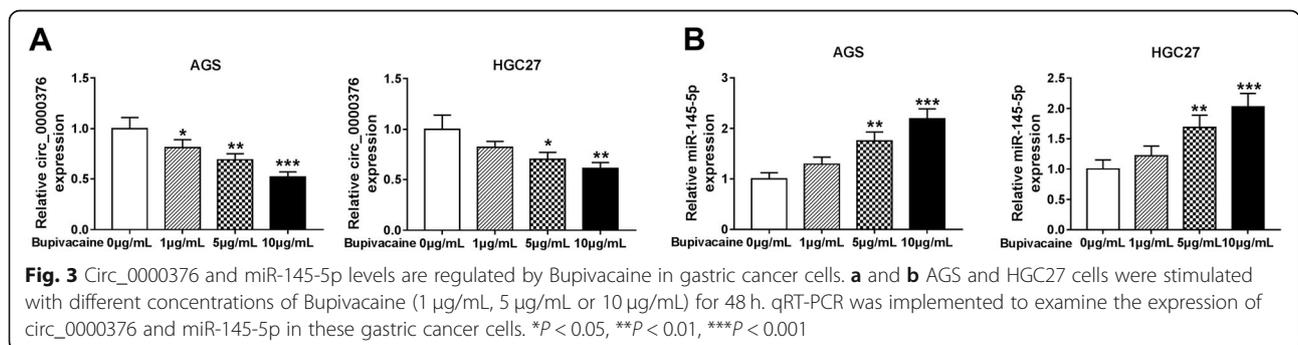 A
AGS
Relative circ_0000376
expression
1.5
1.0
0.5
0.0
*
**
***
Bupivacaine 0μg/mL 1μg/mL 5μg/mL 10μg/mL
HGC27
Relative circ_0000376
expression
1.5
1.0
0.5
0.0
*
**
Bupivacaine 0μg/mL 1μg/mL 5μg/mL 10μg/mL
B
AGS
Relative miR-145-5p
expression
3
2
1
0
**
***
Bupivacaine 0μg/mL 1μg/mL 5μg/mL 10μg/mL
HGC27
Relative miR-145-5p
expression
2.5
2.0
1.5
1.0
0.5
0.0
**
***
Bupivacaine 0μg/mL 1μg/mL 5μg/mL 10μg/mL
Fig. 3 Circ_0000376 and miR-145-5p levels are regulated by Bupivacaine in gastric cancer cells. a and b AGS and HGC27 cells were stimulated
with different concentrations of Bupivacaine (1 μg/mL, 5 μg/mL or 10 μg/mL) for 48 h. qRT-PCR was implemented to examine the expression of
circ_0000376 and miR-145-5p in these gastric cancer cells. *P < 0.05, **P < 0.01, ***P < 0.001